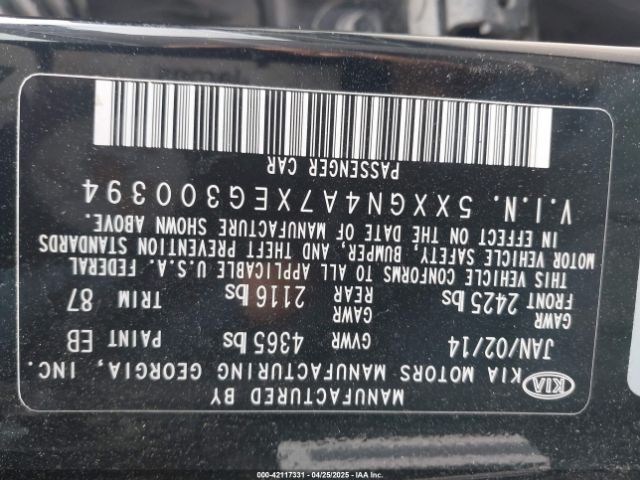 MANUFACTURED BY
KIA KIA MOTORS MANUFACTURING GEORGIA, INC.
JAN/02/14 GVWR 4365 lbs PAINT EB
GAWR FRONT 2425 lbs GAWR REAR 2116 lbs TRIM 87
THIS VEHICLE CONFORMS TO ALL APPLICABLE U.S.A. FEDERAL
MOTOR VEHICLE SAFETY, BUMPER, AND THEFT PREVENTION STANDARDS
IN EFFECT ON THE DATE OF MANUFACTURE SHOWN ABOVE.
V.I.N. 5XXGN4A7XEG300394
PASSENGER CAR
000-42117331 - 04/25/2025 - IAAI, Inc.